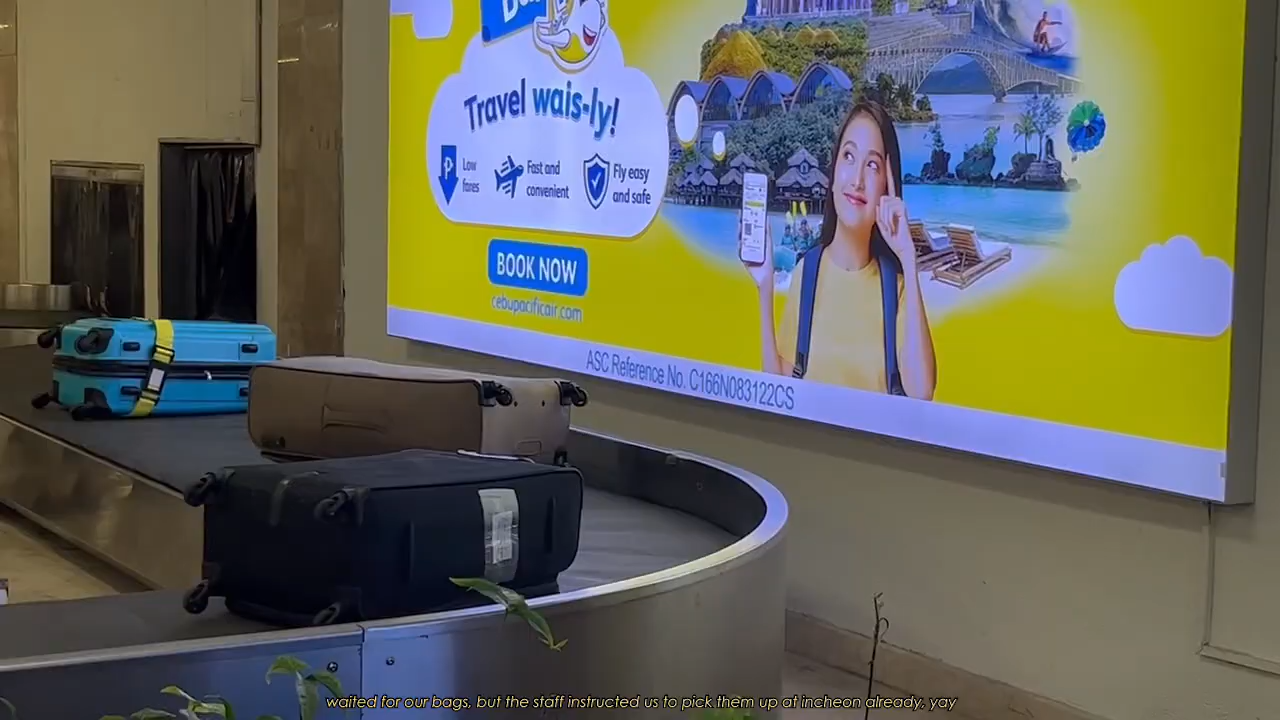 Travel wais-ly!
Low fares
Fast and convenient
Fly easy and safe
BOOK NOW
cebupacificair.com
ASC Reference No. C166N083122CS
waited for our bags, but the staff instructed us to pick them up at incheon already, yay